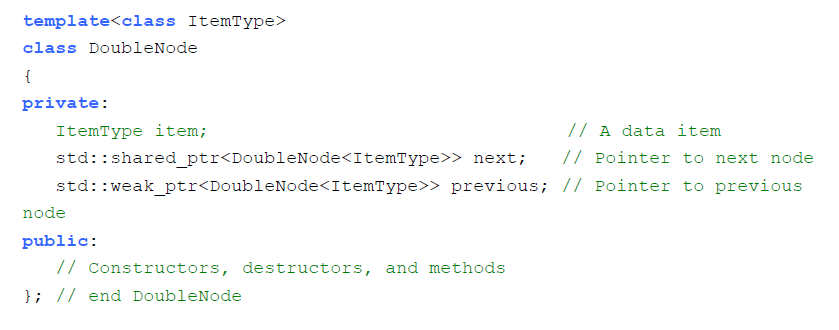 template<class ItemType>
class DoubleNode
{
private:
   ItemType item;                                  // A data item
   std::shared_ptr<DoubleNode<ItemType>> next;   // Pointer to next node
   std::weak_ptr<DoubleNode<ItemType>> previous; // Pointer to previous
node
public:
   // Constructors, destructors, and methods
}; // end DoubleNode